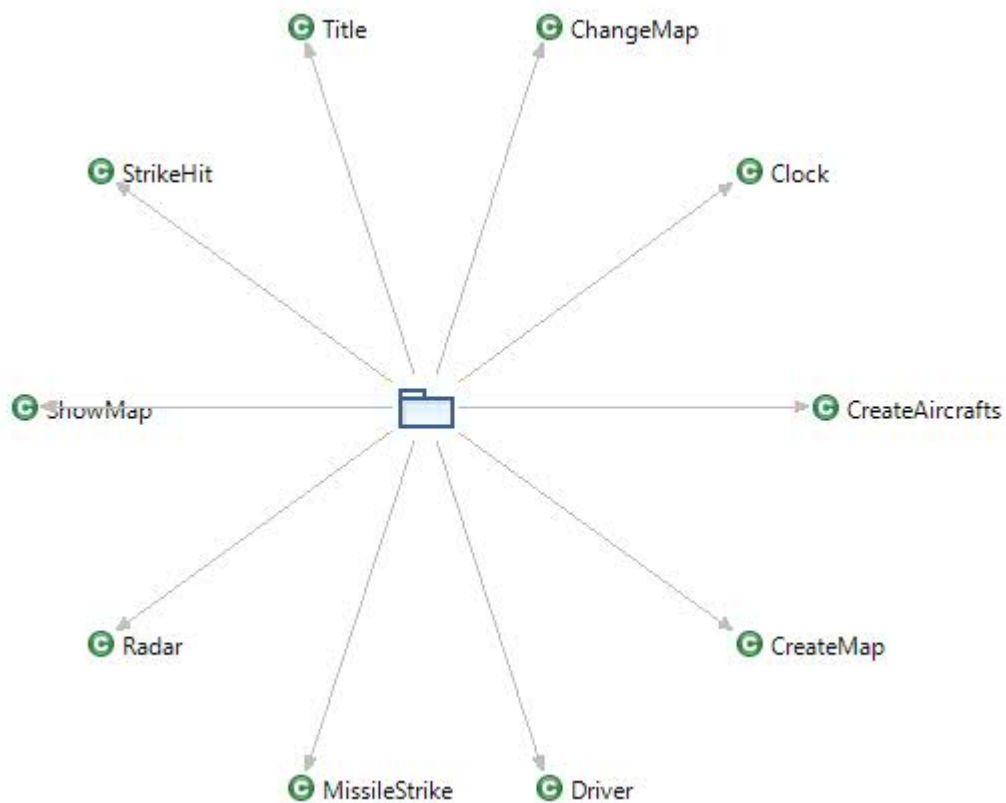 Title
ChangeMap
StrikeHit
Clock
ShowMap
CreateAircrafts
Radar
CreateMap
MissileStrike
Driver